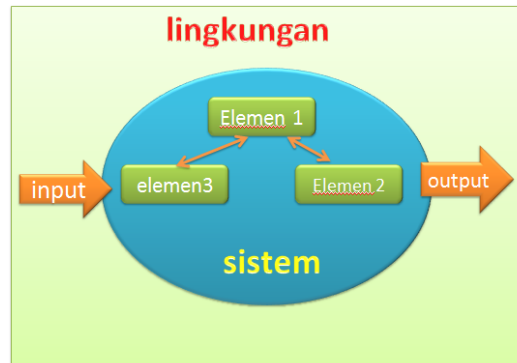 lingkungan
Elemen 1
input
elemen3
Elemen 2
output
sistem